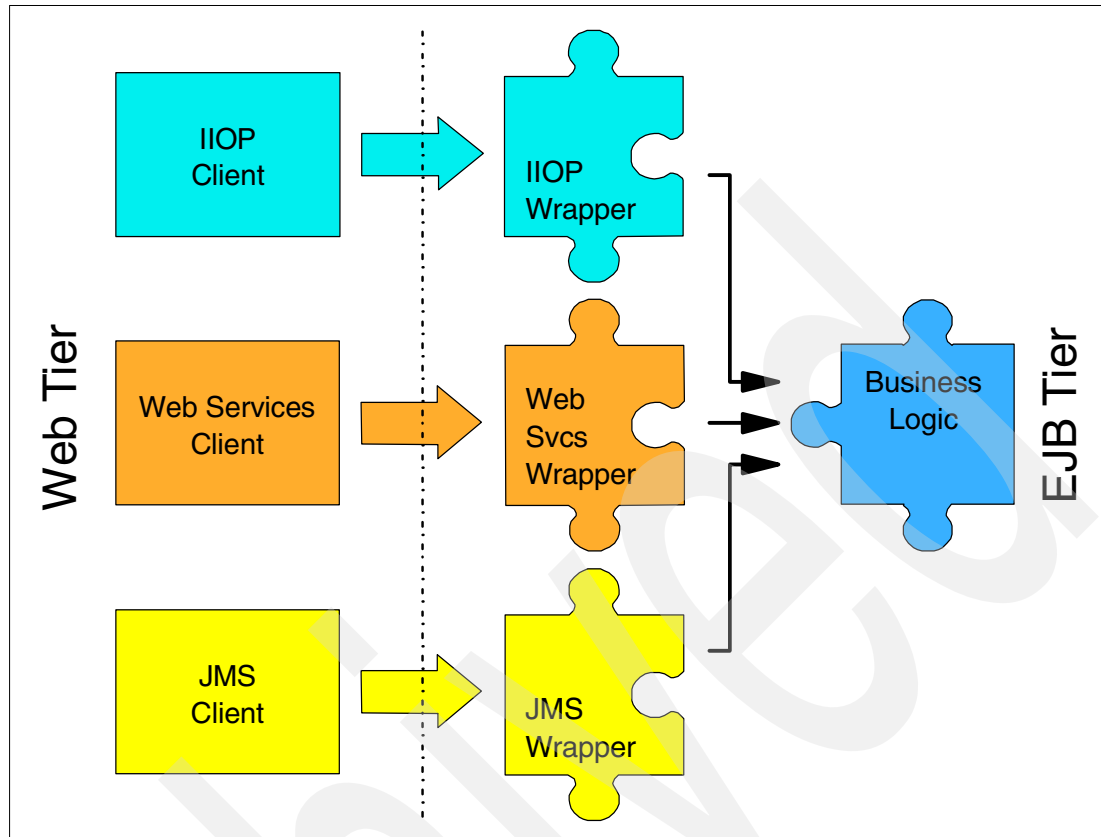 Web Tier
IIOP
Client
IIOP
Wrapper
Web Services
Client
Web
Svcs
Wrapper
JMS
Client
JMS
Wrapper
Business
Logic
EJB Tier